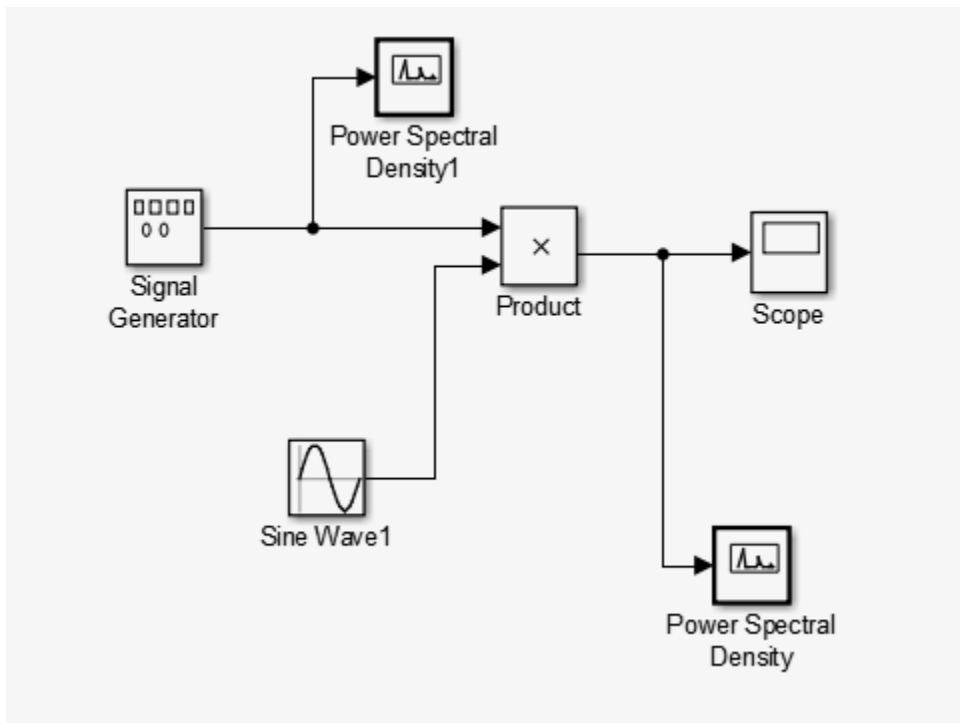 Power Spectral
Density1
Signal
Generator
×
Product
Scope
Sine Wave1
Power Spectral
Density